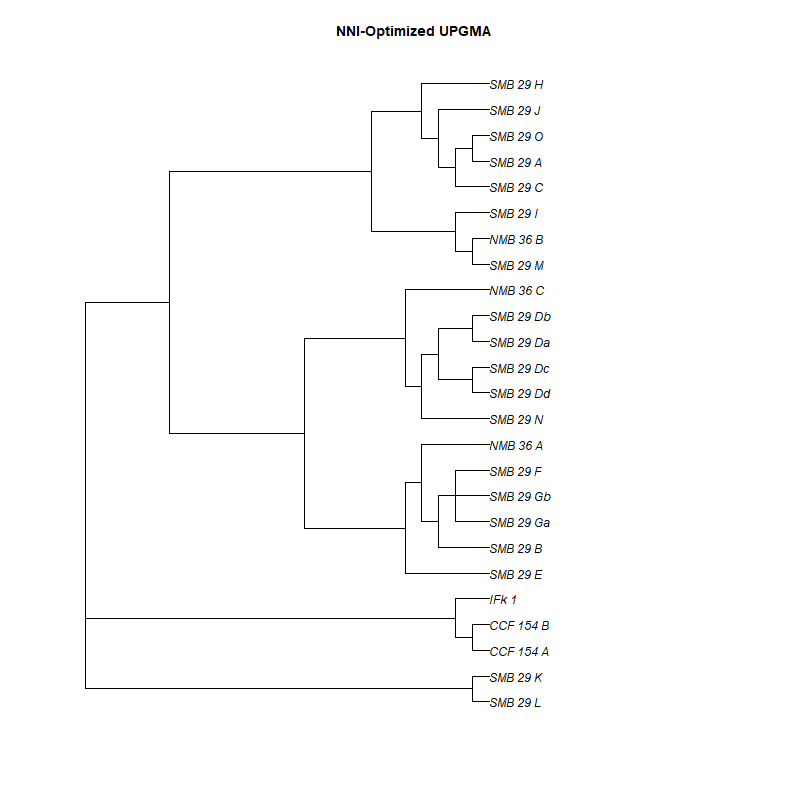 NNI-Optimized UPGMA
SMB 29 H
SMB 29 J
SMB 29 O
SMB 29 A
SMB 29 C
SMB 29 I
NMB 36 B
SMB 29 M
NMB 36 C
SMB 29 Db
SMB 29 Da
SMB 29 Dc
SMB 29 Dd
SMB 29 N
NMB 36 A
SMB 29 F
SMB 29 Gb
SMB 29 Ga
SMB 29 B
SMB 29 E
IFk 1
CCF 154 B
CCF 154 A
SMB 29 K
SMB 29 L